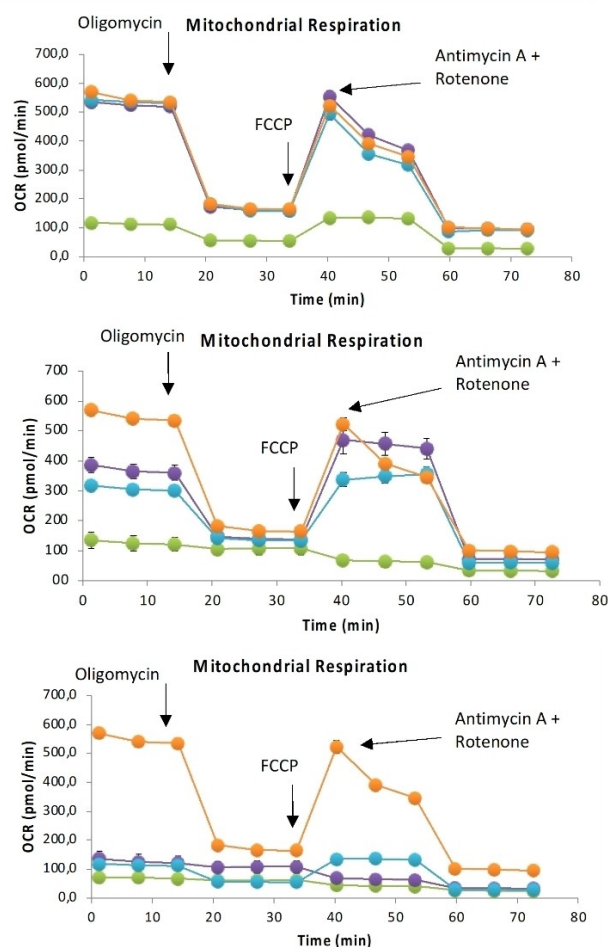 Oligomycin
Mitochondrial Respiration
Antimycin A +
Rotenone
FCCP
OCR (pmol/min)
700,0
600,0
500,0
400,0
300,0
200,0
100,0
0,0
0 10 20 30 40 50 60 70 80
Time (min)
Oligomycin
Mitochondrial Respiration
Antimycin A +
Rotenone
FCCP
OCR (pmol/min)
700
600
500
400
300
200
100
00
0 10 20 30 40 50 60 70 80
Time (min)
Mitochondrial Respiration
Oligomycin
Antimycin A +
Rotenone
FCCP
OCR (pmol/min)
700,0
600,0
500,0
400,0
300,0
200,0
100,0
0,0
0 10 20 30 40 50 60 70 80
Time (min)